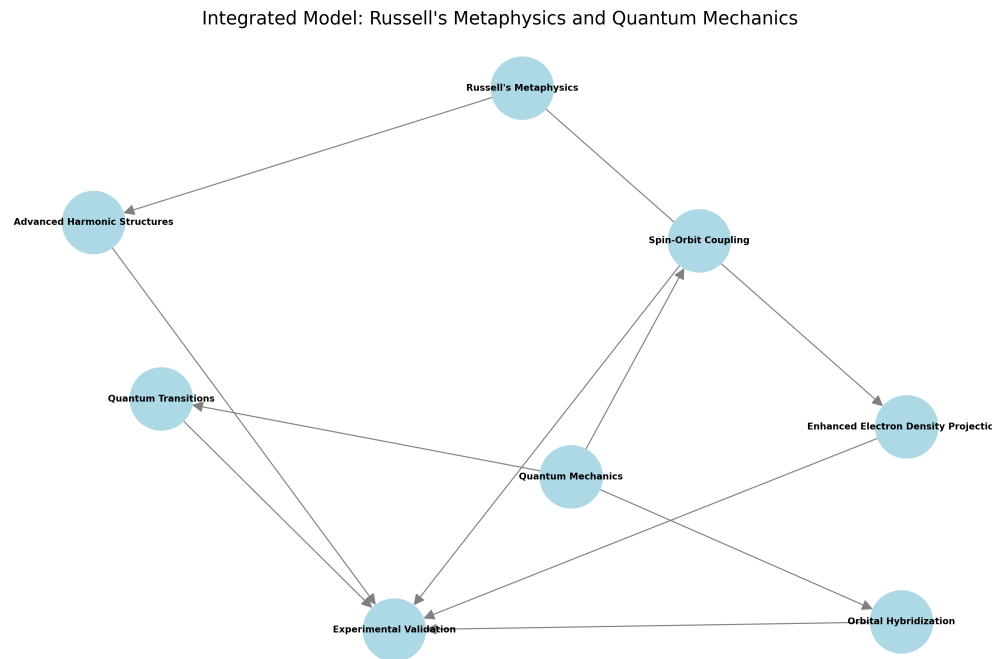 Integrated Model: Russell's Metaphysics and Quantum Mechanics
Russell's Metaphysics
Advanced Harmonic Structures
Spin-Orbit Coupling
Quantum Transitions
Enhanced Electron Density Projectic
Quantum Mechanics
Orbital Hybridization
Experimental Validation